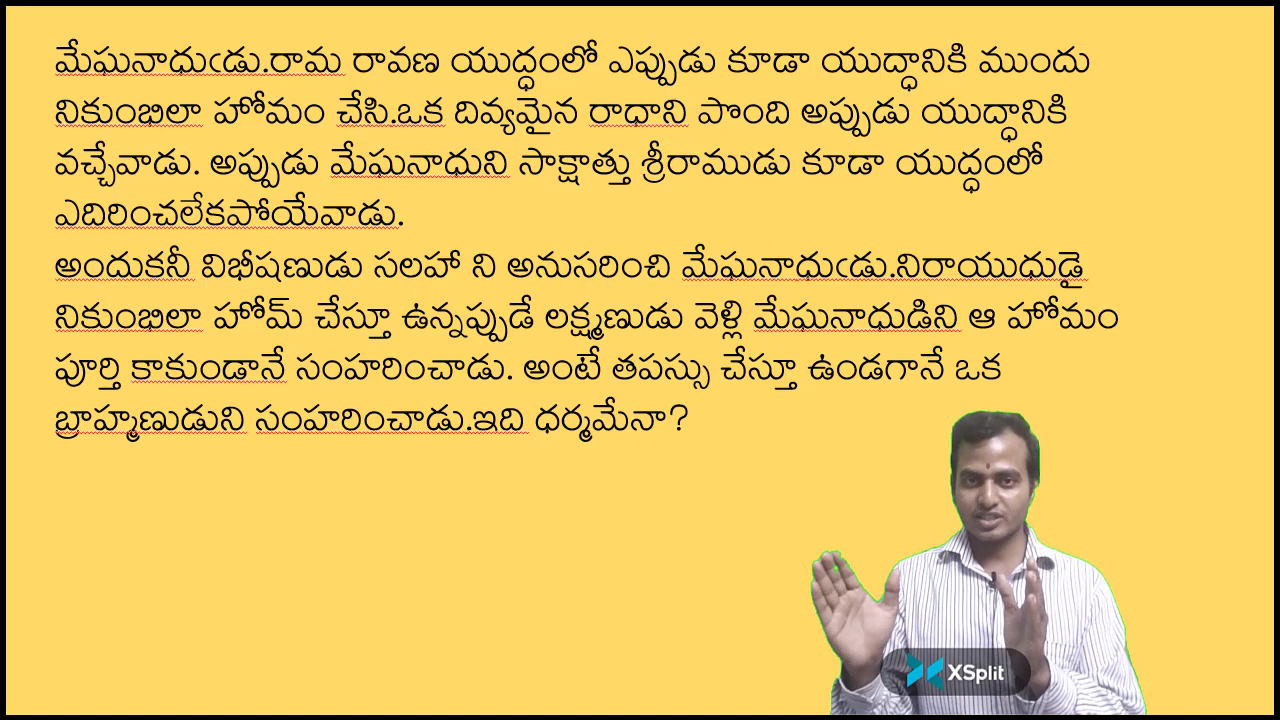 మేఘనాధుఁడు.రామ రావణ యుద్ధంలో ఎప్పుడు కూడా యుద్ధానికి ముందు
నికుంభిలా హోమం చేసి.ఒక దివ్యమైన రాధాని పొంది అప్పుడు యుద్ధానికి
వచ్చేవాడు. అప్పుడు మేఘనాధుని సాక్షాత్తు శ్రీరాముడు కూడా యుద్ధంలో
ఎదిరించలేకపోయేవాడు.
అందుకనీ విభీషణుడు సలహా ని అనుసరించి మేఘనాధుఁడు.నిరాయుధుడై
నికుంభిలా హోమ్ చేస్తూ ఉన్నప్పుడే లక్ష్మణుడు వెళ్లి మేఘనాధుడిని ఆ హోమం
పూర్తి కాకుండానే సంహరించాడు. అంటే తపస్సు చేస్తూ ఉండగానే ఒక
బ్రాహ్మణుడుని సంహరించాడు.ఇది ధర్మమేనా?
XSplit